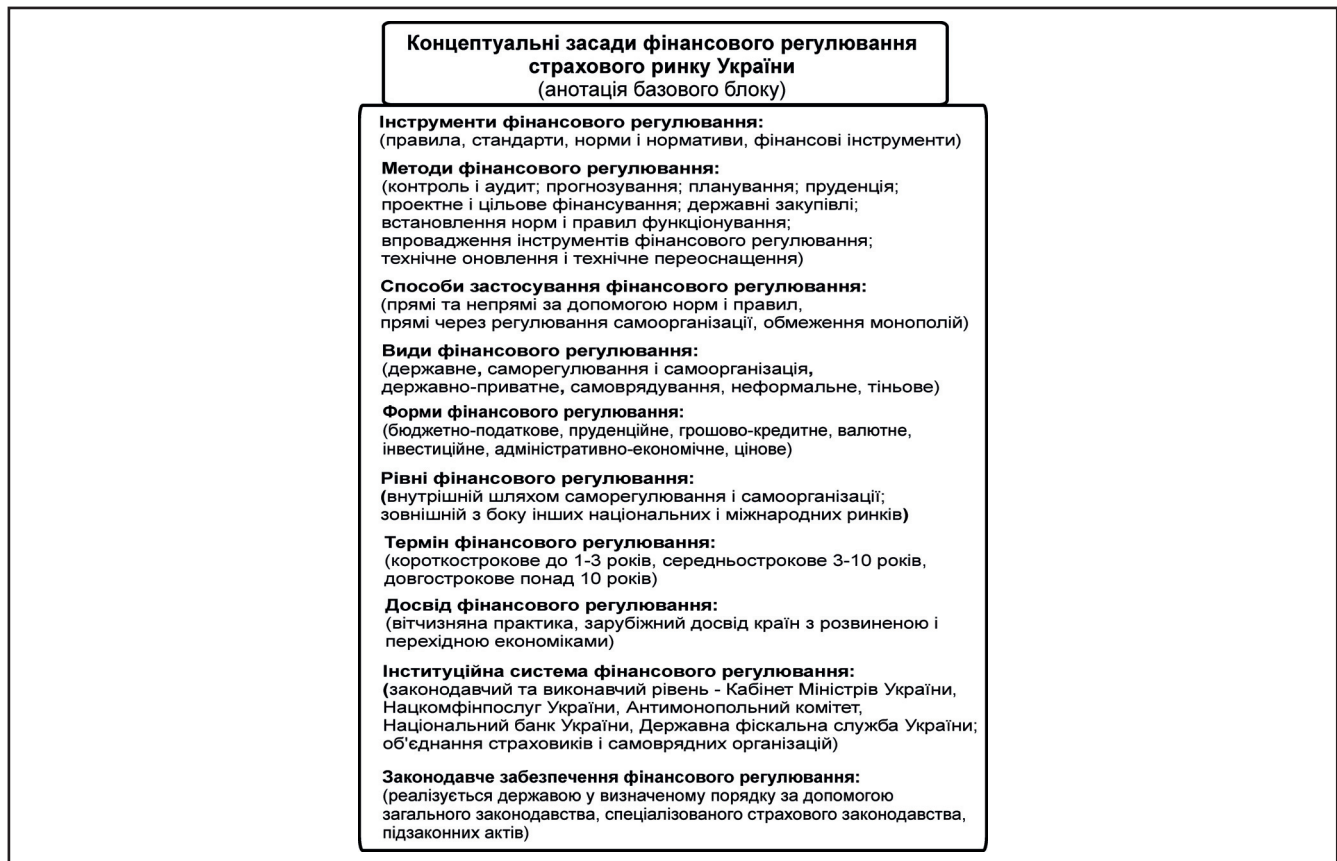 Концептуальні засади фінансового регулювання
страхового ринку України
(анотація базового блоку)
Інструменти фінансового регулювання:
(правила, стандарти, норми і нормативи, фінансові інструменти)
Методи фінансового регулювання:
(контроль і аудит; прогнозування; планування; пруденція;
проектне і цільове фінансування; державні закупівлі;
встановлення норм і правил функціонування;
впровадження інструментів фінансового регулювання;
технічне оновлення і технічне переоснащення)
Способи застосування фінансового регулювання:
(прямі та непрямі за допомогою норм і правил,
прямі через регулювання самоорганізації, обмеження монополій)
Види фінансового регулювання:
(державне, саморегулювання і самоорганізація,
державно-приватне, самоврядування, неформальне, тіньове)
Форми фінансового регулювання:
(бюджетно-податкове, пруденційне, грошово-кредитне, валютне,
інвестиційне, адміністративно-економічне, цінове)
Рівні фінансового регулювання:
(внутрішній шляхом саморегулювання і самоорганізації;
зовнішній з боку інших національних і міжнародних ринків)
Термін фінансового регулювання:
(короткострокове до 1-3 років, середньострокове 3-10 років,
довгострокове понад 10 років)
Досвід фінансового регулювання:
(вітчизняна практика, зарубіжний досвід країн з розвиненою і
перехідною економіками)
Інституційна система фінансового регулювання:
(законодавчий та виконавчий рівень - Кабінет Міністрів України,
Нацкомфінпослуг України, Антимонопольний комітет,
Національний банк України, Державна фіскальна служба України;
об'єднання страховиків і самоврядних організацій)
Законодавче забезпечення фінансового регулювання:
(реалізується державою у визначеному порядку за допомогою
загального законодавства, спеціалізованого страхового законодавства,
підзаконних актів)